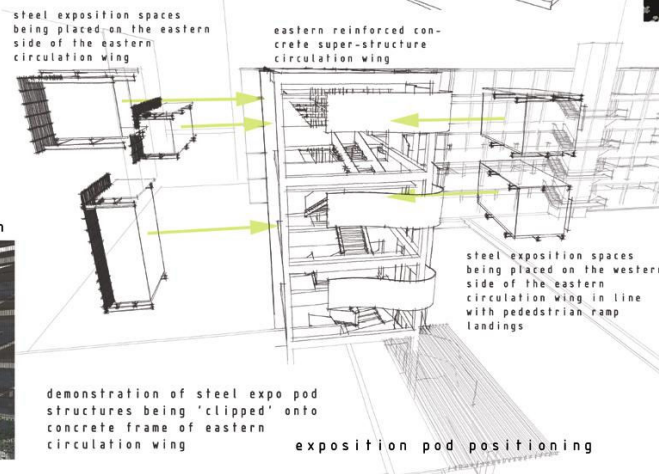 steel exposition spaces
being placed on the eastern
side of the eastern
circulation wing
eastern reinforced con-
crete super-structure
circulation wing
steel exposition spaces
being placed on the western
side of the eastern
circulation wing in line
with pededstrian ramp
landings
demonstration of steel expo pod
structures being 'clipped' onto
concrete frame of eastern
circulation wing
exposition pod positioning